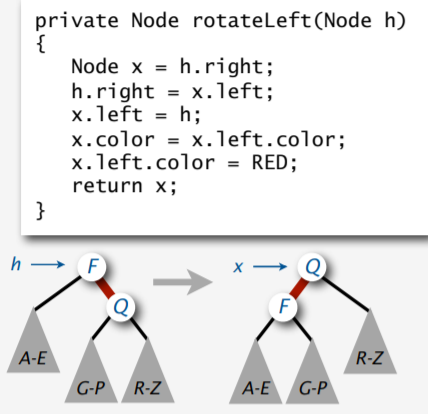 private Node rotateLeft(Node h)
{
    Node x = h.right;
    h.right = x.left;
    x.left = h;
    x.color = x.left.color;
    x.left.color = RED;
    return x;
}
h F x Q
Q F
A-E R-Z
G-P R-Z A-E G-P